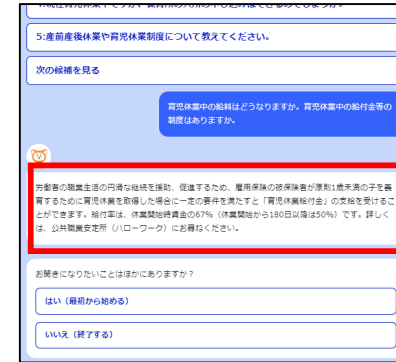 5:産前産後休業や育児休業制度について教えてください。
次の候補を見る
育児休業中の給料はどうなりますか。育児休業中の給付金等の
制度はありますか。
労働者の職業生活の円滑な継続を援助、促進するため、雇用保険の被保険者が原則1歳未満の子を養
育するために育児休業を取得した場合に一定の要件を満たすと「育児休業給付金」の支給を受けるこ
とができます。給付率は、休業開始時賃金の67%（休業開始から180日以降は50%）です。詳しく
は、公共職業安定所（ハローワーク）にお尋ねください。
お聞きになりたいことはほかにありますか？
はい（最初から始める）
いいえ（終了する）